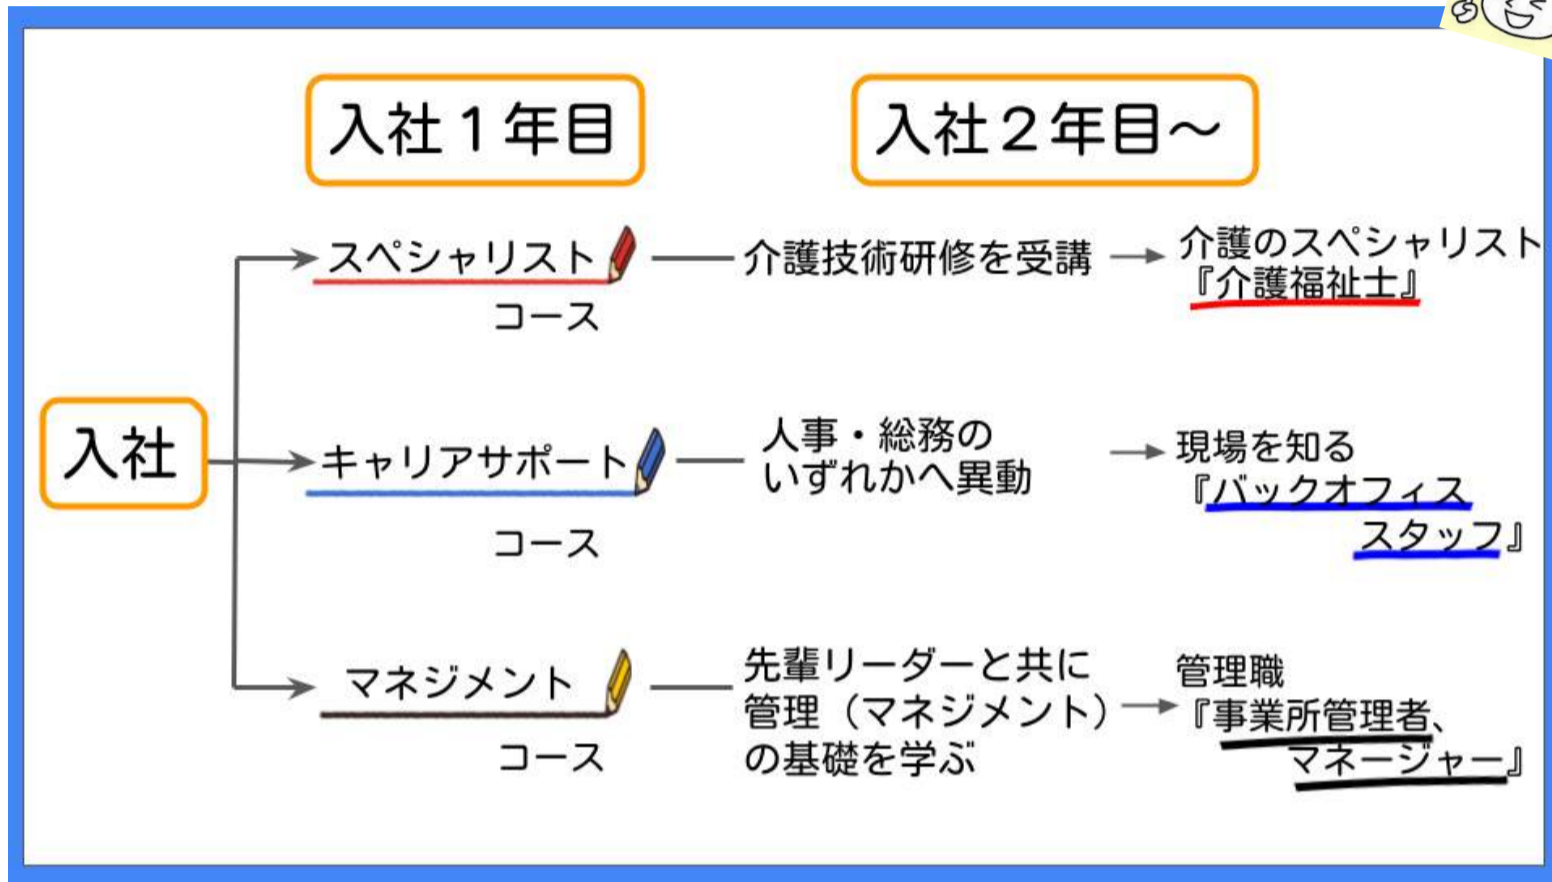 入社１年目
入社２年目～
入社
スペシャリスト
コース
介護技術研修を受講
介護のスペシャリスト
『介護福祉士』
キャリアサポート
コース
人事・総務の
いずれかへ異動
現場を知る
『バックオフィス
スタッフ』
マネジメント
コース
先輩リーダーと共に
管理（マネジメント）
の基礎を学ぶ
管理職
『事業所管理者、
マネージャー』